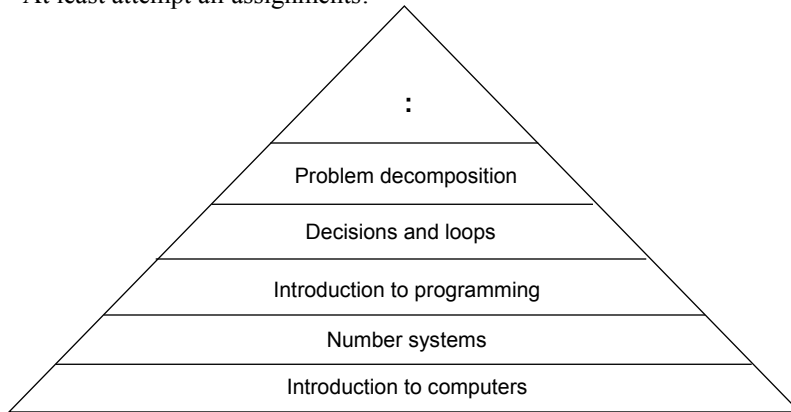 At least attempt all assignments!
:
Problem decomposition
Decisions and loops
Introduction to programming
Number systems
Introduction to computers